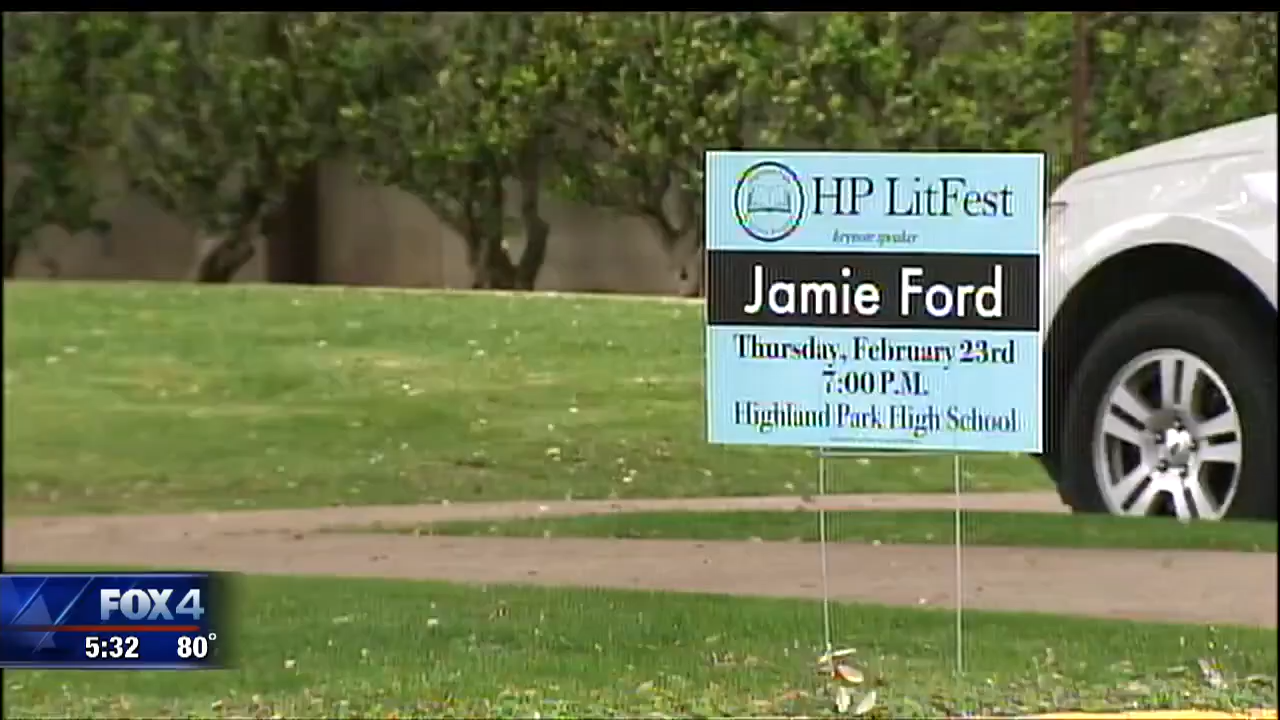 HP LitFest
keynote speaker
Jamie Ford
Thursday, February 23rd
7:00 P.M.
Highland Park High School
FOX 4
5:32 80°